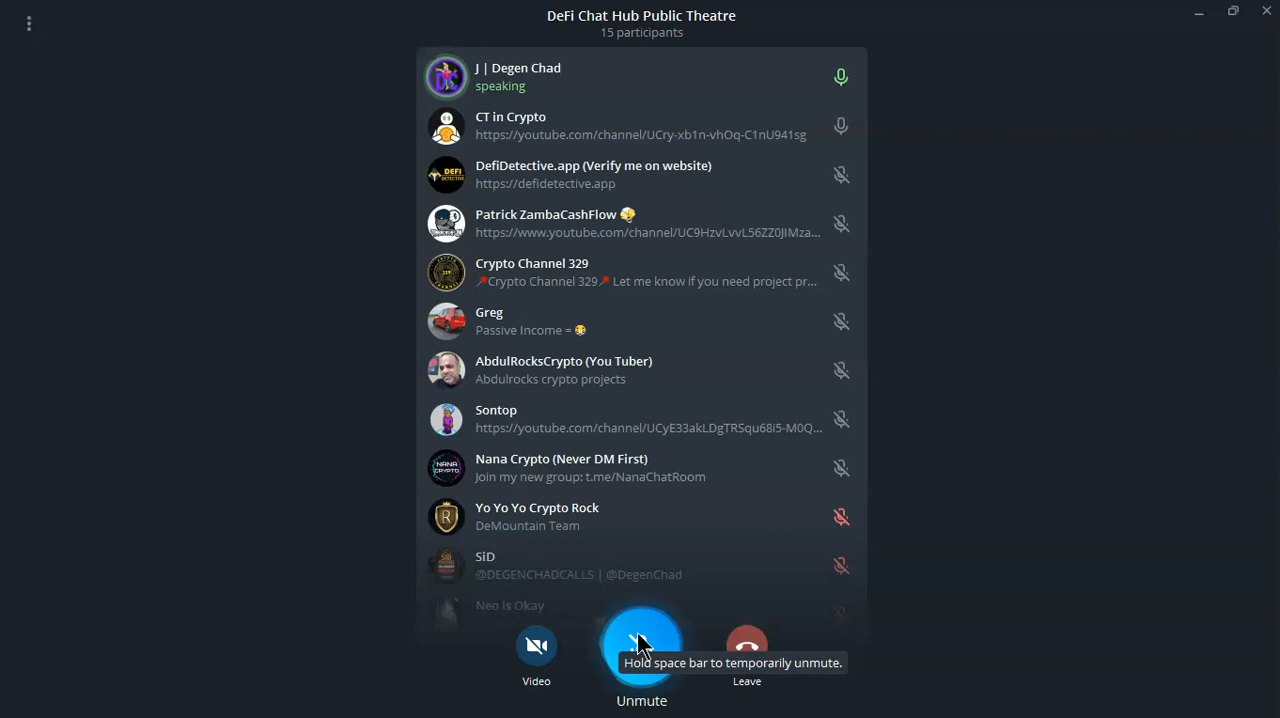 DeFi Chat Hub Public Theatre
15 participants
J | Degen Chad
speaking
CT in Crypto
https://youtube.com/channel/UCry-xb1n-vhOq-C1nU941sg
DefiDetective.app (Verify me on website)
https://defidetective.app
Patrick ZambaCashFlow 🤯
https://www.youtube.com/channel/UC9HzvLvvL56ZZ0JIMza...
Crypto Channel 329
📌Crypto Channel 329📌 Let me know if you need project pr...
Greg
Passive Income = 🤑
AbdulRocksCrypto (You Tuber)
Abdulrocks crypto projects
Sontop
https://youtube.com/channel/UCyE33akLDgTRSqu68i5-M0Q...
Nana Crypto (Never DM First)
Join my new group: t.me/NanaChatRoom
Yo Yo Yo Crypto Rock
DeMountain Team
SiD
@DEGENCHADCALLS | @DegenChad
Neo is Okay
Hold space bar to temporarily unmute.
Video
Leave
Unmute